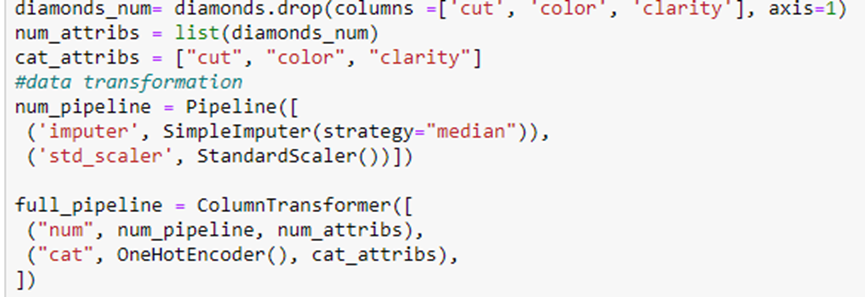 diamonds_num= diamonds.drop(columns =['cut', 'color', 'clarity'], axis=1)
num_attribs = list(diamonds_num)
cat_attribs = ["cut", "color", "clarity"]
#data transformation
num_pipeline = Pipeline([
 ('imputer', SimpleImputer(strategy="median")),
 ('std_scaler', StandardScaler())])

full_pipeline = ColumnTransformer([
 ("num", num_pipeline, num_attribs),
 ("cat", OneHotEncoder(), cat_attribs),
])